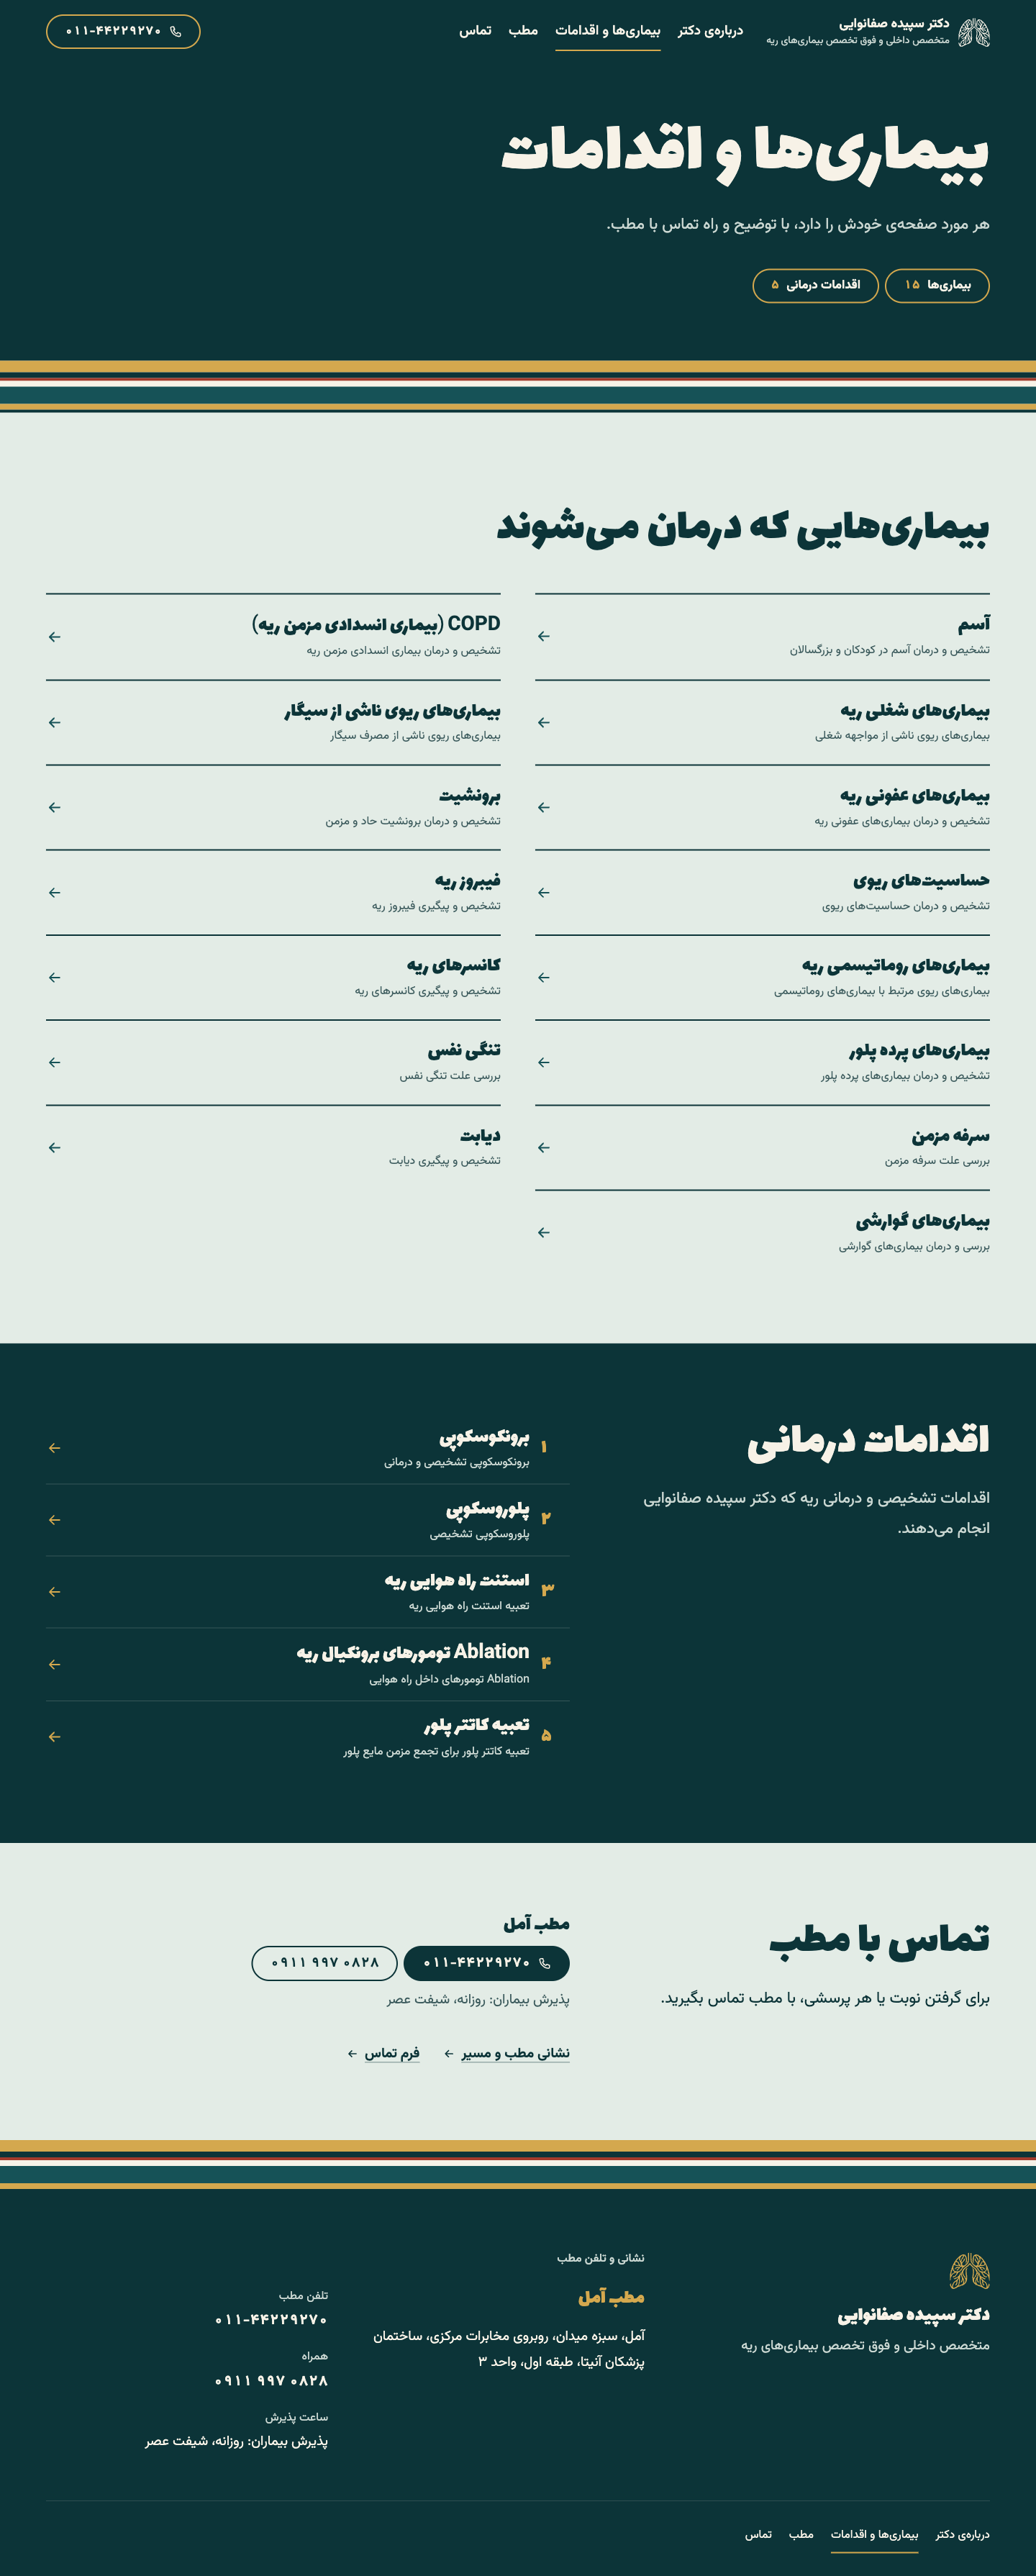 دکتر سپیده صفانوایی
متخصص داخلی و فوق تخصص بیماری‌های ریه
درباره‌ی دکتر
بیماری‌ها و اقدامات
مطب
تماس
۰۱۱-۴۴۲۲۹۲۷۰
بیماری‌ها و اقدامات
هر مورد صفحه‌ی خودش را دارد، با توضیح و راه تماس با مطب.
بیماری‌ها ۱۵
اقدامات درمانی ۵
بیماری‌هایی که درمان می‌شوند
آسم
تشخیص و درمان آسم در کودکان و بزرگسالان
COPD (بیماری انسدادی مزمن ریه)
تشخیص و درمان بیماری انسدادی مزمن ریه
بیماری‌های شغلی ریه
بیماری‌های ریوی ناشی از مواجهه شغلی
بیماری‌های ریوی ناشی از سیگار
بیماری‌های ریوی ناشی از مصرف سیگار
بیماری‌های عفونی ریه
تشخیص و درمان بیماری‌های عفونی ریه
برونشیت
تشخیص و درمان برونشیت حاد و مزمن
حساسیت‌های ریوی
تشخیص و درمان حساسیت‌های ریوی
فیبروز ریه
تشخیص و پیگیری فیبروز ریه
بیماری‌های روماتیسمی ریه
بیماری‌های ریوی مرتبط با بیماری‌های روماتیسمی
کانسرهای ریه
تشخیص و پیگیری کانسرهای ریه
بیماری‌های پرده پلور
تشخیص و درمان بیماری‌های پرده پلور
تنگی نفس
بررسی علت تنگی نفس
سرفه مزمن
بررسی علت سرفه مزمن
دیابت
تشخیص و پیگیری دیابت
بیماری‌های گوارشی
بررسی و درمان بیماری‌های گوارشی
اقدامات درمانی
اقدامات تشخیصی و درمانی ریه که دکتر سپیده صفانوایی
انجام می‌دهند.
۱
برونکوسکوپی
برونکوسکوپی تشخیصی و درمانی
۲
پلوروسکوپی
پلوروسکوپی تشخیصی
۳
استنت راه هوایی ریه
تعبیه استنت راه هوایی ریه
۴
Ablation تومورهای برونکیال ریه
Ablation تومورهای داخل راه هوایی
۵
تعبیه کاتتر پلور
تعبیه کاتتر پلور برای تجمع مزمن مایع پلور
تماس با مطب
برای گرفتن نوبت یا هر پرسشی، با مطب تماس بگیرید.
مطب آمل
۰۱۱-۴۴۲۲۹۲۷۰
۰۹۱۱ ۹۹۷ ۰۸۲۸
پذیرش بیماران: روزانه، شیفت عصر
نشانی مطب و مسیر
فرم تماس
دکتر سپیده صفانوایی
متخصص داخلی و فوق تخصص بیماری‌های ریه
نشانی و تلفن مطب
مطب آمل
آمل، سبزه میدان، روبروی مخابرات مرکزی، ساختمان
پزشکان آنیتا، طبقه اول، واحد ۳
تلفن مطب
۰۱۱-۴۴۲۲۹۲۷۰
همراه
۰۹۱۱ ۹۹۷ ۰۸۲۸
ساعت پذیرش
پذیرش بیماران: روزانه، شیفت عصر
درباره‌ی دکتر
بیماری‌ها و اقدامات
مطب
تماس